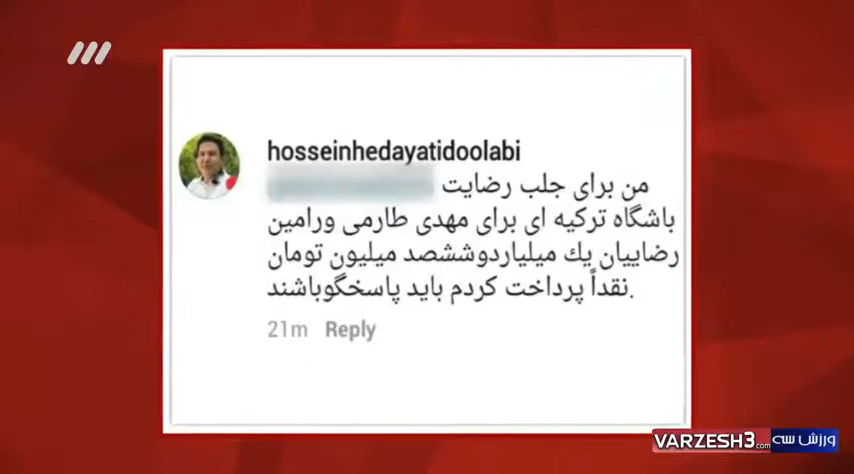 hosseinhedayatidoolabi
من برای جلب رضایت
باشگاه ترکیه ای برای مهدی طارمی ورامین
رضاییان يك میلیاردوششصد میلیون تومان
نقداً پرداخت کردم باید پاسخگوباشند.
21m Reply
VARZESH3.com ورزش سه